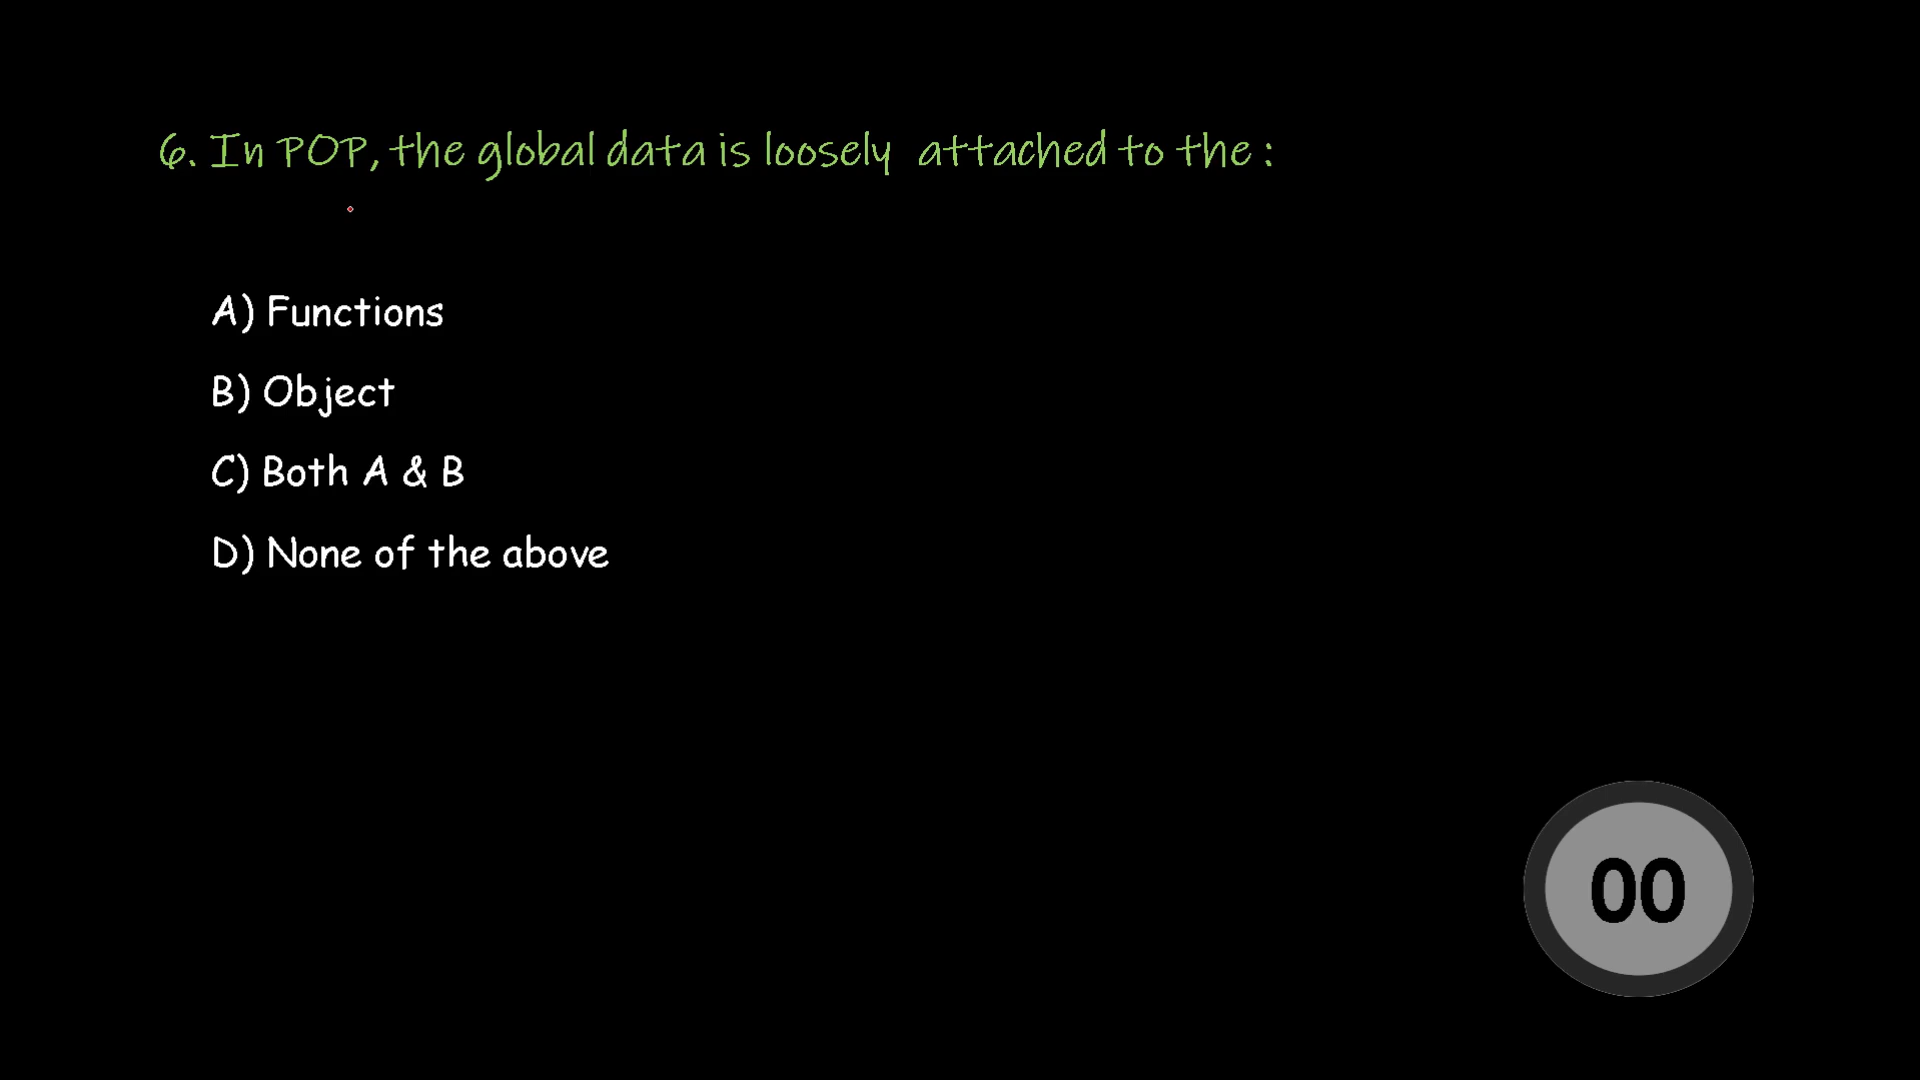 6. In POP, the global data is loosely attached to the :
A) Functions
B) Object
C) Both A & B
D) None of the above
00